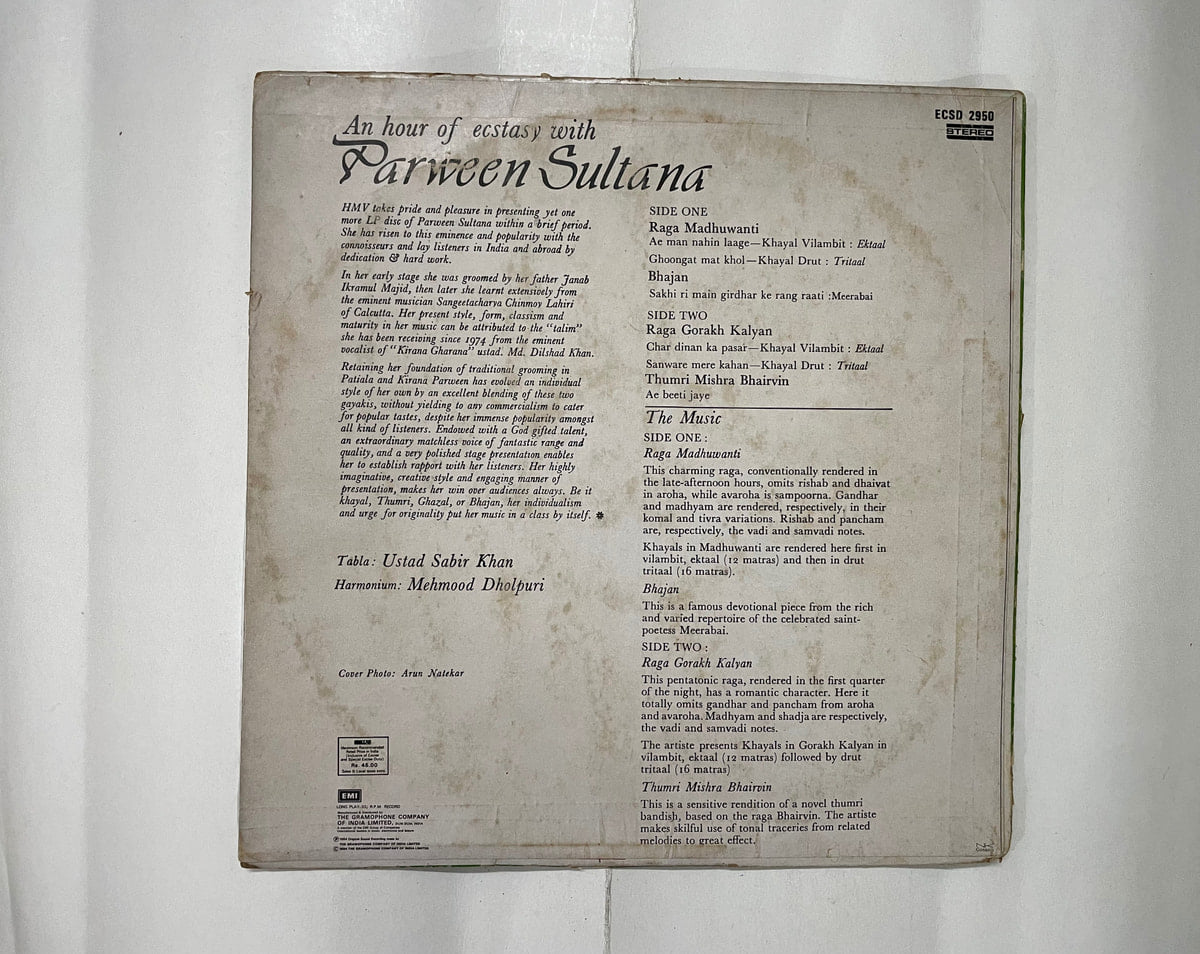 An hour of ecstasy with
Parween Sultana
ECSD 2950
STEREO
HMV takes pride and pleasure in presenting yet one
more LP disc of Parween Sultana within a brief period.
She has risen to this eminence and popularity with the
connoisseurs and lay listeners in India and abroad by
dedication & hard work.
In her early stage she was groomed by her father Janab
Ikramul Majid, then later she learnt extensively from
the eminent musician Sangeetacharya Chinmoy Lahiri
of Calcutta. Her present style, form, classism and
maturity in her music can be attributed to the "talim"
she has been receiving since 1974 from the eminent
vocalist of "Kirana Gharana" ustad. Md. Dilshad Khan.
Retaining her foundation of traditional grooming in
Patiala and Kirana Parween has evolved an individual
style of her own by an excellent blending of these two
gayakis, without yielding to any commercialism to cater
for popular tastes, despite her immense popularity amongst
all kind of listeners. Endowed with a God gifted talent,
an extraordinary matchless voice of fantastic range and
quality, and a very polished stage presentation enables
her to establish rapport with her listeners. Her highly
imaginative, creative style and engaging manner of
presentation, makes her win over audiences always. Be it
khayal, Thumri, Ghazal, or Bhajan, her individualism
and urge for originality put her music in a class by itself. *
Tabla: Ustad Sabir Khan
Harmonium: Mehmood Dholpuri
Cover Photo: Arun Natekar
Maximum Recommended
Retail Price in India
Rs. 45.00
EMI
LONG PLAY 33⅓ R.P.M. RECORD
THE GRAMOPHONE COMPANY
OF INDIA LIMITED,
SIDE ONE
Raga Madhuwanti
Ae man nahin laage—Khayal Vilambit : Ektaal
Ghoongat mat khol—Khayal Drut : Tritaal
Bhajan
Sakhi ri main girdhar ke rang raati :Meerabai
SIDE TWO
Raga Gorakh Kalyan
Char dinan ka pasar—Khayal Vilambit : Ektaal
Sanware mere kahan—Khayal Drut : Tritaal
Thumri Mishra Bhairvin
Ae beeti jaye
The Music
SIDE ONE :
Raga Madhuwanti
This charming raga, conventionally rendered in
the late-afternoon hours, omits rishab and dhaivat
in aroha, while avaroha is sampoorna. Gandhar
and madhyam are rendered, respectively, in their
komal and tivra variations. Rishab and pancham
are, respectively, the vadi and samvadi notes.
Khayals in Madhuwanti are rendered here first in
vilambit, ektaal (12 matras) and then in drut
tritaal (16 matras).
Bhajan
This is a famous devotional piece from the rich
and varied repertoire of the celebrated saint-
poetess Meerabai.
SIDE TWO :
Raga Gorakh Kalyan
This pentatonic raga, rendered in the first quarter
of the night, has a romantic character. Here it
totally omits gandhar and pancham from aroha
and avaroha. Madhyam and shadja are respectively,
the vadi and samvadi notes.
The artiste presents Khayals in Gorakh Kalyan in
vilambit, ektaal (12 matras) followed by drut
tritaal (16 matras)
Thumri Mishra Bhairvin
This is a sensitive rendition of a novel thumri
bandish, based on the raga Bhairvin. The artiste
makes skilful use of tonal traceries from related
melodies to great effect.